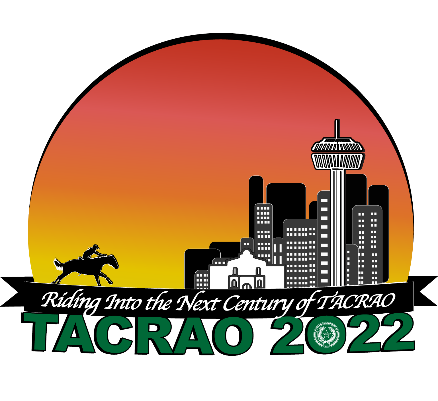 Riding Into the Next Century of TACRAO
TACRAO 2022